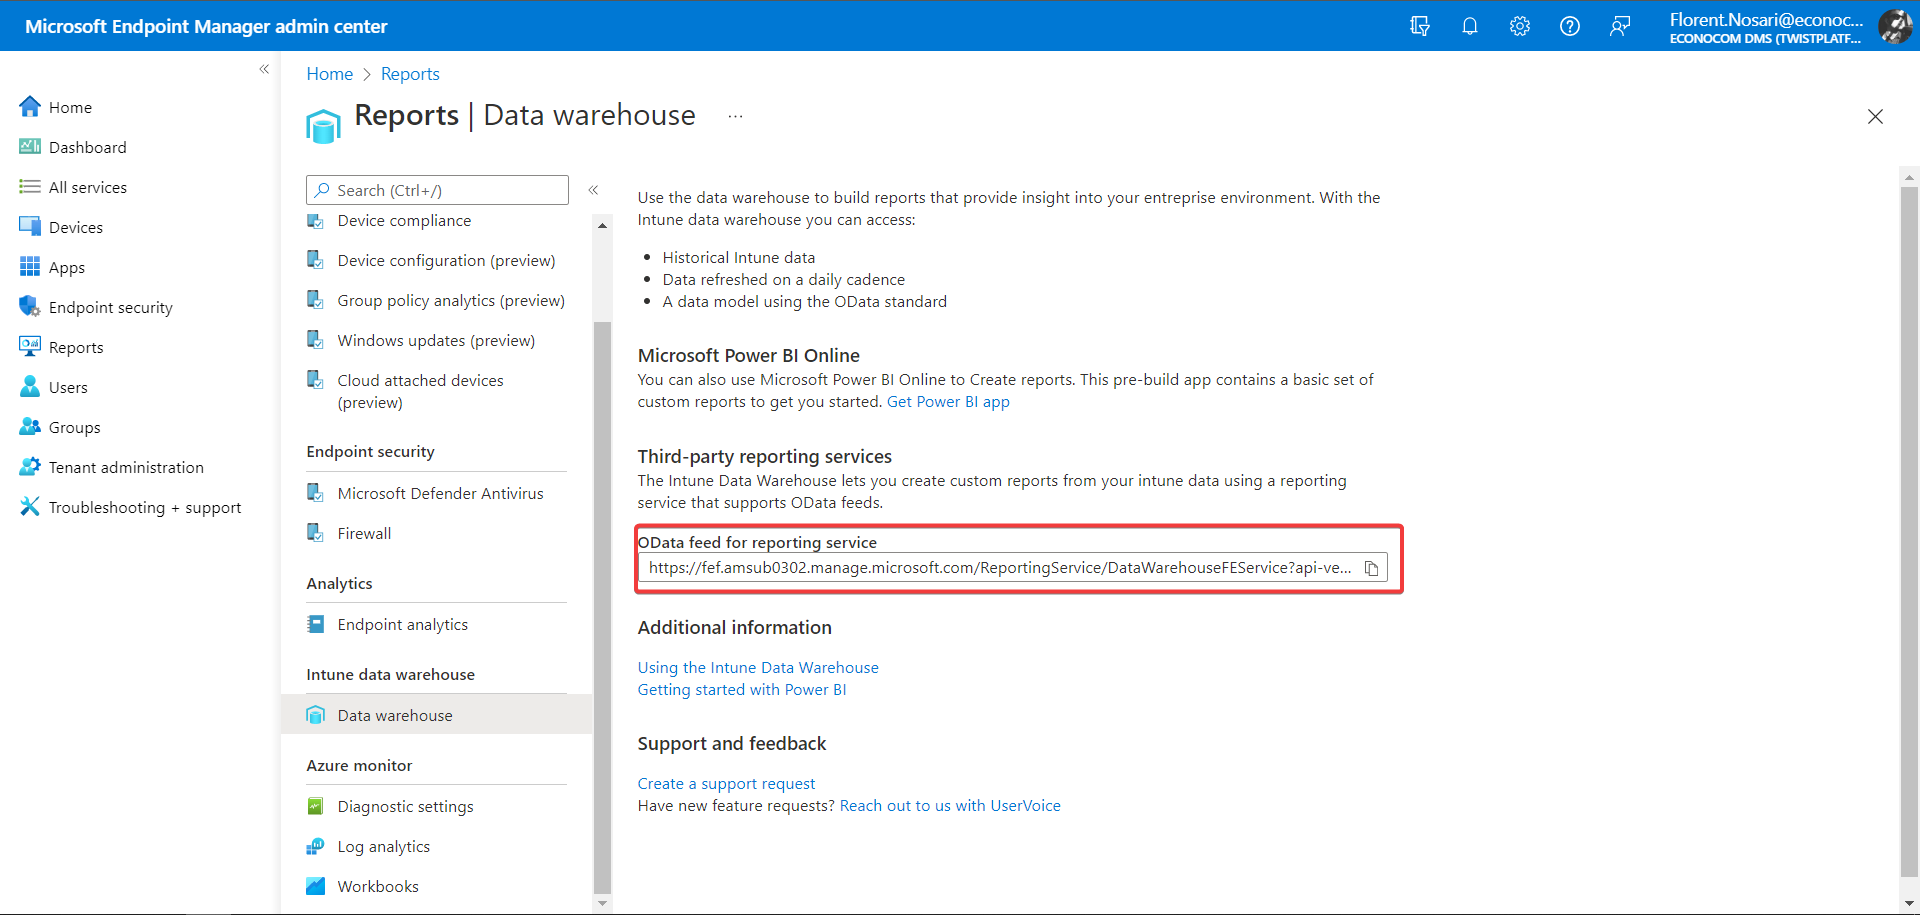 Microsoft Endpoint Manager admin center
Florent.Nosari@econoc...
ECONOCOM DMS (TWISTPLATF...
Home
Dashboard
All services
Devices
Apps
Endpoint security
Reports
Users
Groups
Tenant administration
Troubleshooting + support
Home > Reports
Reports | Data warehouse ...
Search (Ctrl+/)
Device compliance
Device configuration (preview)
Group policy analytics (preview)
Windows updates (preview)
Cloud attached devices
(preview)
Endpoint security
Microsoft Defender Antivirus
Firewall
Analytics
Endpoint analytics
Intune data warehouse
Data warehouse
Azure monitor
Diagnostic settings
Log analytics
Workbooks
Use the data warehouse to build reports that provide insight into your entreprise environment. With the
Intune data warehouse you can access:
• Historical Intune data
• Data refreshed on a daily cadence
• A data model using the OData standard
Microsoft Power BI Online
You can also use Microsoft Power BI Online to Create reports. This pre-build app contains a basic set of
custom reports to get you started. Get Power BI app
Third-party reporting services
The Intune Data Warehouse lets you create custom reports from your intune data using a reporting
service that supports OData feeds.
OData feed for reporting service
https://fef.amsub0302.manage.microsoft.com/ReportingService/DataWarehouseFEService?api-ve...
Additional information
Using the Intune Data Warehouse
Getting started with Power BI
Support and feedback
Create a support request
Have new feature requests? Reach out to us with UserVoice